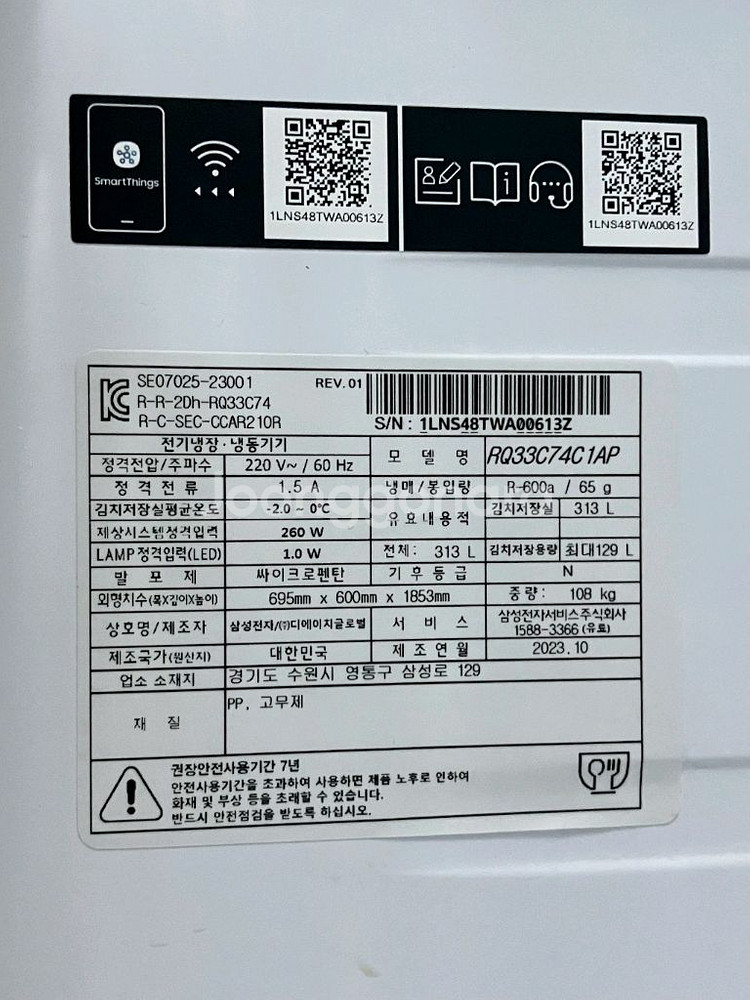 SmartThings
1LNS48TWA00613Z
1LNS48TWA00613Z
SE07025-23001
REV.01
R-R-2Dh-RQ33C74
R-C-SEC-CCAR210R
S/N : 1LNS48TWA00613Z
전기냉장·냉동기기
모 델 명 RQ33C74C1AP
정격전압/주파수 220 V~ / 60 Hz
정 격 전 류 1.5 A
냉매/봉입량 R-600a / 65 g
김치저장실평균온도 -2.0 ~ 0℃
유효내용적 김치저장실 313 L
제상시스템정격입력 260 W
LAMP정격입력(LED) 1.0 W
전체: 313 L 김치저장용량 최대129 L
발 포 제 싸이크로펜탄
기 후 등 급 N
외형치수(폭X깊이X높이) 695mm x 600mm x 1853mm
중량: 108 kg
상호명/제조자 삼성전자/㈜디에이치글로벌
서 비 스 삼성전자서비스주식회사
1588-3366 (유료)
제조국가(원산지) 대한민국
제 조 연 월 2023.10
업소 소재지 경기도 수원시 영통구 삼성로 129
재 질 PP, 고무제
권장안전사용기간 7년
안전사용기간을 초과하여 사용하면 제품 노후로 인하여
화재 및 부상 등을 초래할 수 있습니다.
반드시 안전점검을 받도록 하십시오.